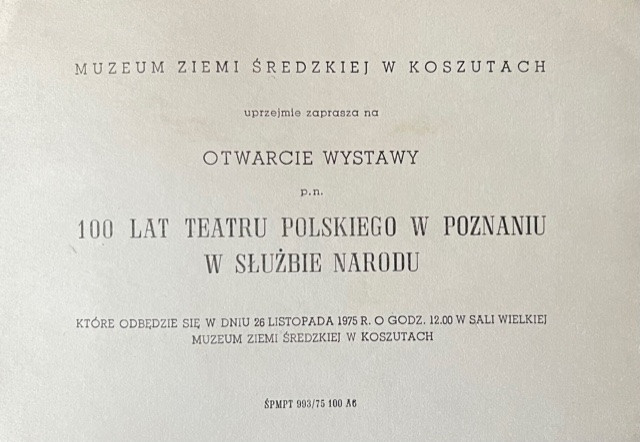 MUZEUM ZIEMI ŚREDZKIEJ W KOSZUTACH
uprzejmie zaprasza na
OTWARCIE WYSTAWY
p.n.
100 LAT TEATRU POLSKIEGO W POZNANIU
W SŁUŻBIE NARODU
KTÓRE ODBĘDZIE SIĘ W DNIU 26 LISTOPADA 1975 R. O GODZ. 12.00 W SALI WIELKIEJ
MUZEUM ZIEMI ŚREDZKIEJ W KOSZUTACH
ŚPMPT 993/75 100 A6